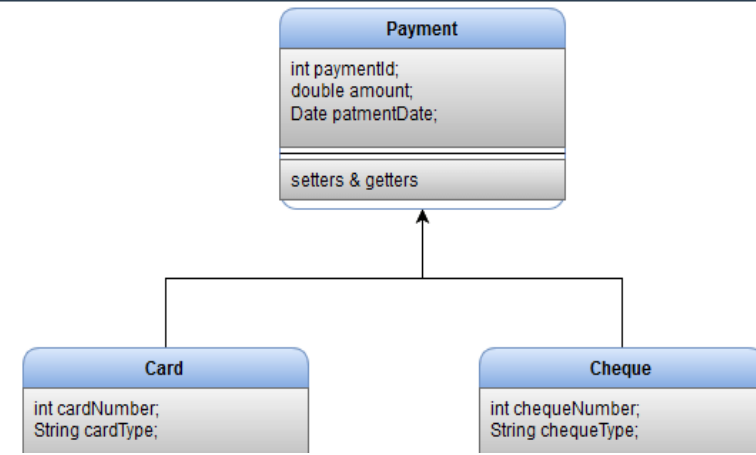 Payment
int paymentId;
double amount;
Date patmentDate;
setters & getters
Card
int cardNumber;
String cardType;
Cheque
int chequeNumber;
String chequeType;